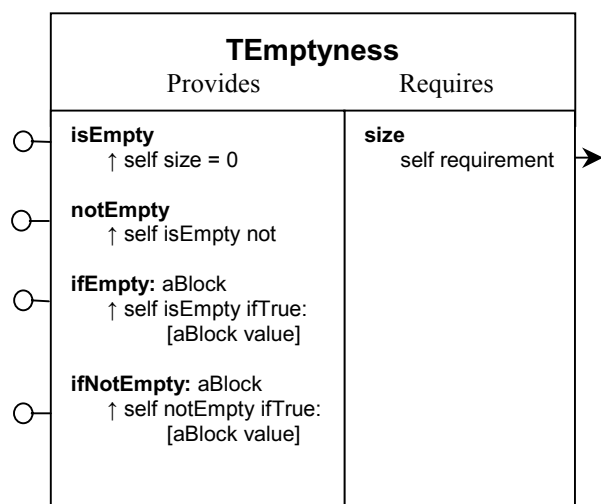 TEmptyness
Provides
Requires
isEmpty
↑ self size = 0
notEmpty
↑ self isEmpty not
ifEmpty: aBlock
↑ self isEmpty ifTrue:
[aBlock value]
ifNotEmpty: aBlock
↑ self notEmpty ifTrue:
[aBlock value]
size
self requirement